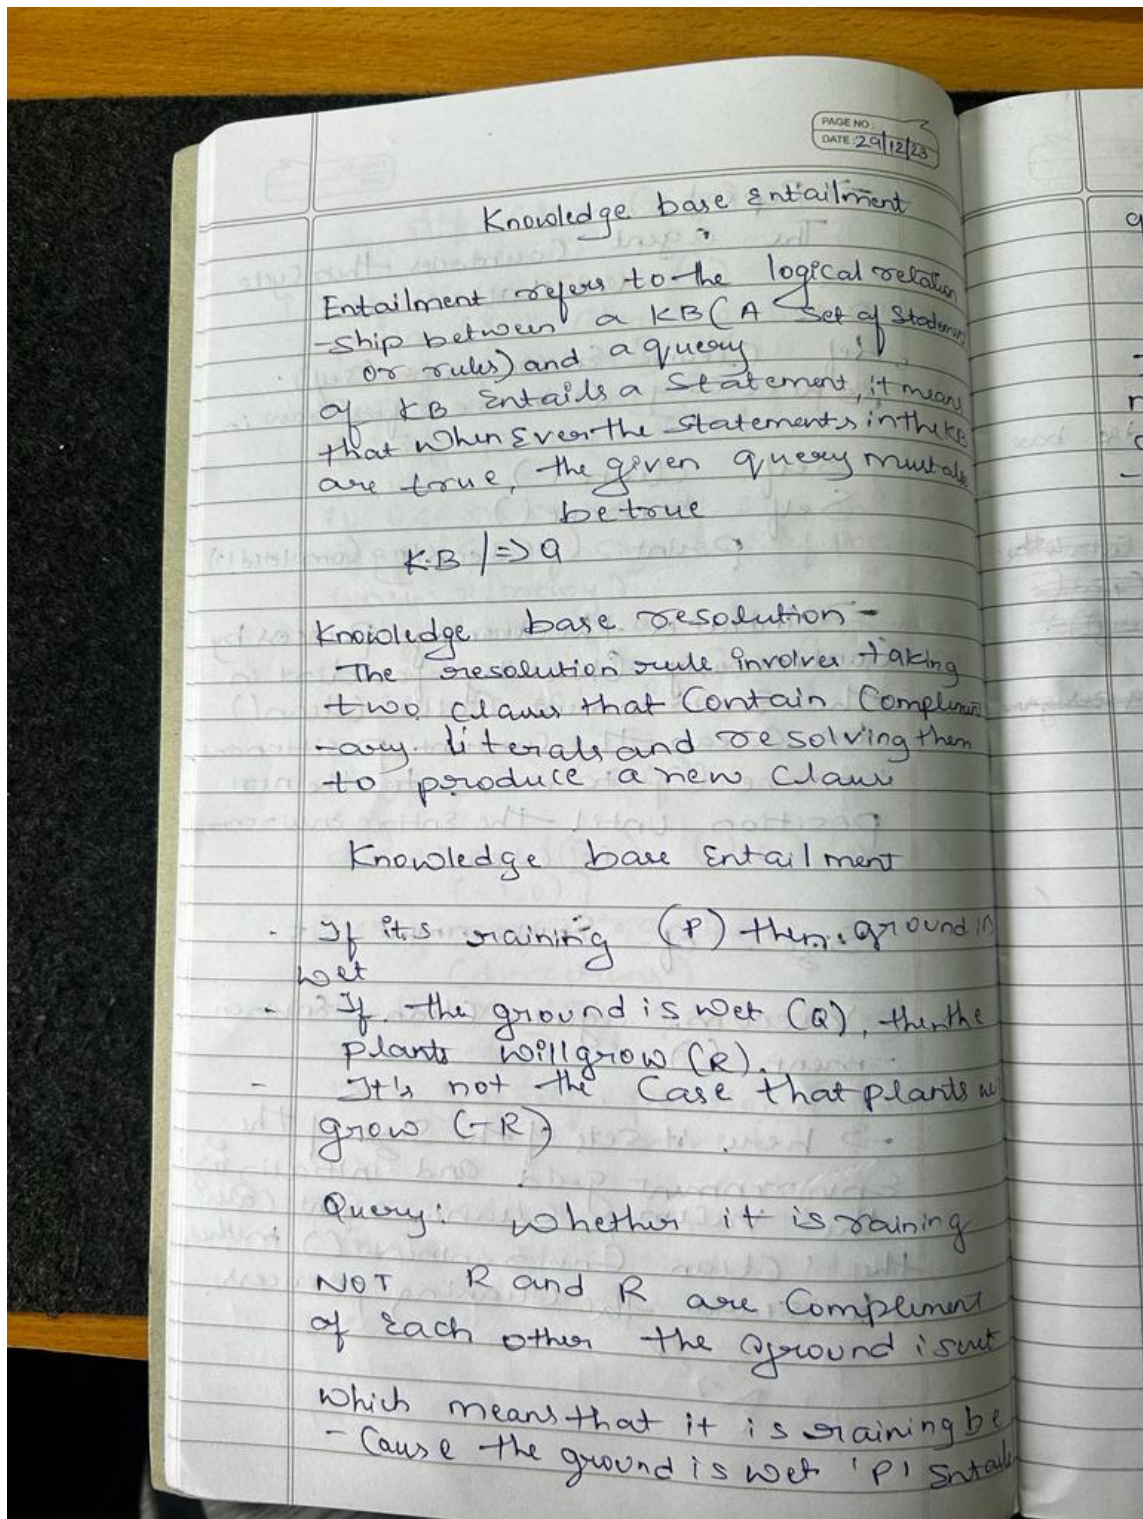 PAGE NO :
DATE : 29/12/23
Knowledge base Entailment
Entailment refers to the logical relation
-ship between a KB (A set of Statement
or rules) and a query
of KB Entails a Statement, it means
that when Ever the Statements in the KB
are true, the given query must also
be true
K.B |=> Q
Knowledge base resolution -
The resolution rule involves taking
two clauses that Contain Compliment
-ary literals and resolving them
to produce a new Clause
Knowledge base Entailment
- If its raining (P) then ground is
wet
- If the ground is wet (Q), then the
plants will grow (R).
- It's not the Case that plants will
grow (¬R)
Query: Whether it is raining
NOT R and R are Compliment
of Each other the ground is wet
Which means that it is raining be
- Cause the ground is wet 'P' Entails